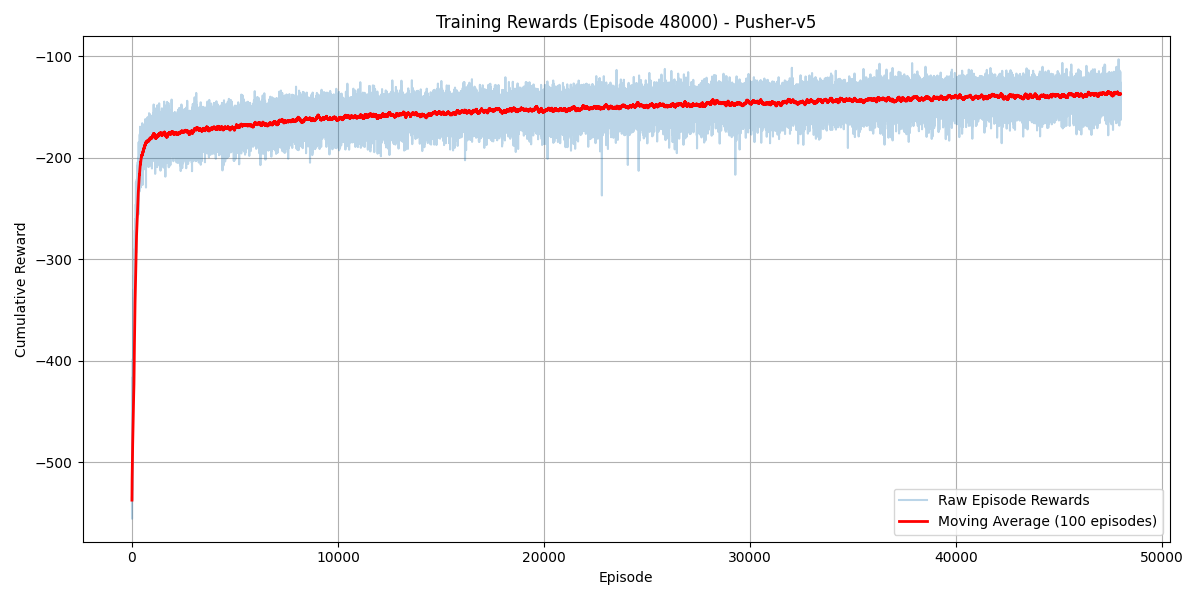 Training Rewards (Episode 48000) - Pusher-v5
Cumulative Reward
−100
−200
−300
−400
−500
Raw Episode Rewards
Moving Average (100 episodes)
0
10000
20000
30000
40000
50000
Episode